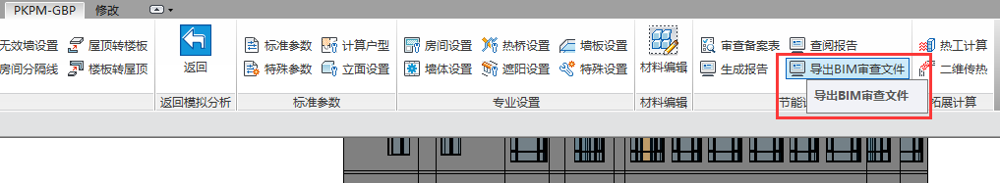 PKPM-GBP 修改
无效墙设置 屋顶转楼板 返回 标准参数 计算户型 房间设置 热桥设置 墙板设置 材料编辑 审查备案表 查阅报告 热工计算
房间分隔线 楼板转屋顶 特殊参数 立面设置 墙体设置 遮阳设置 特殊设置 生成报告 导出BIM审查文件 二维传热
返回模拟分析 标准参数 专业设置 材料编辑 节能 拓展计算
导出BIM审查文件